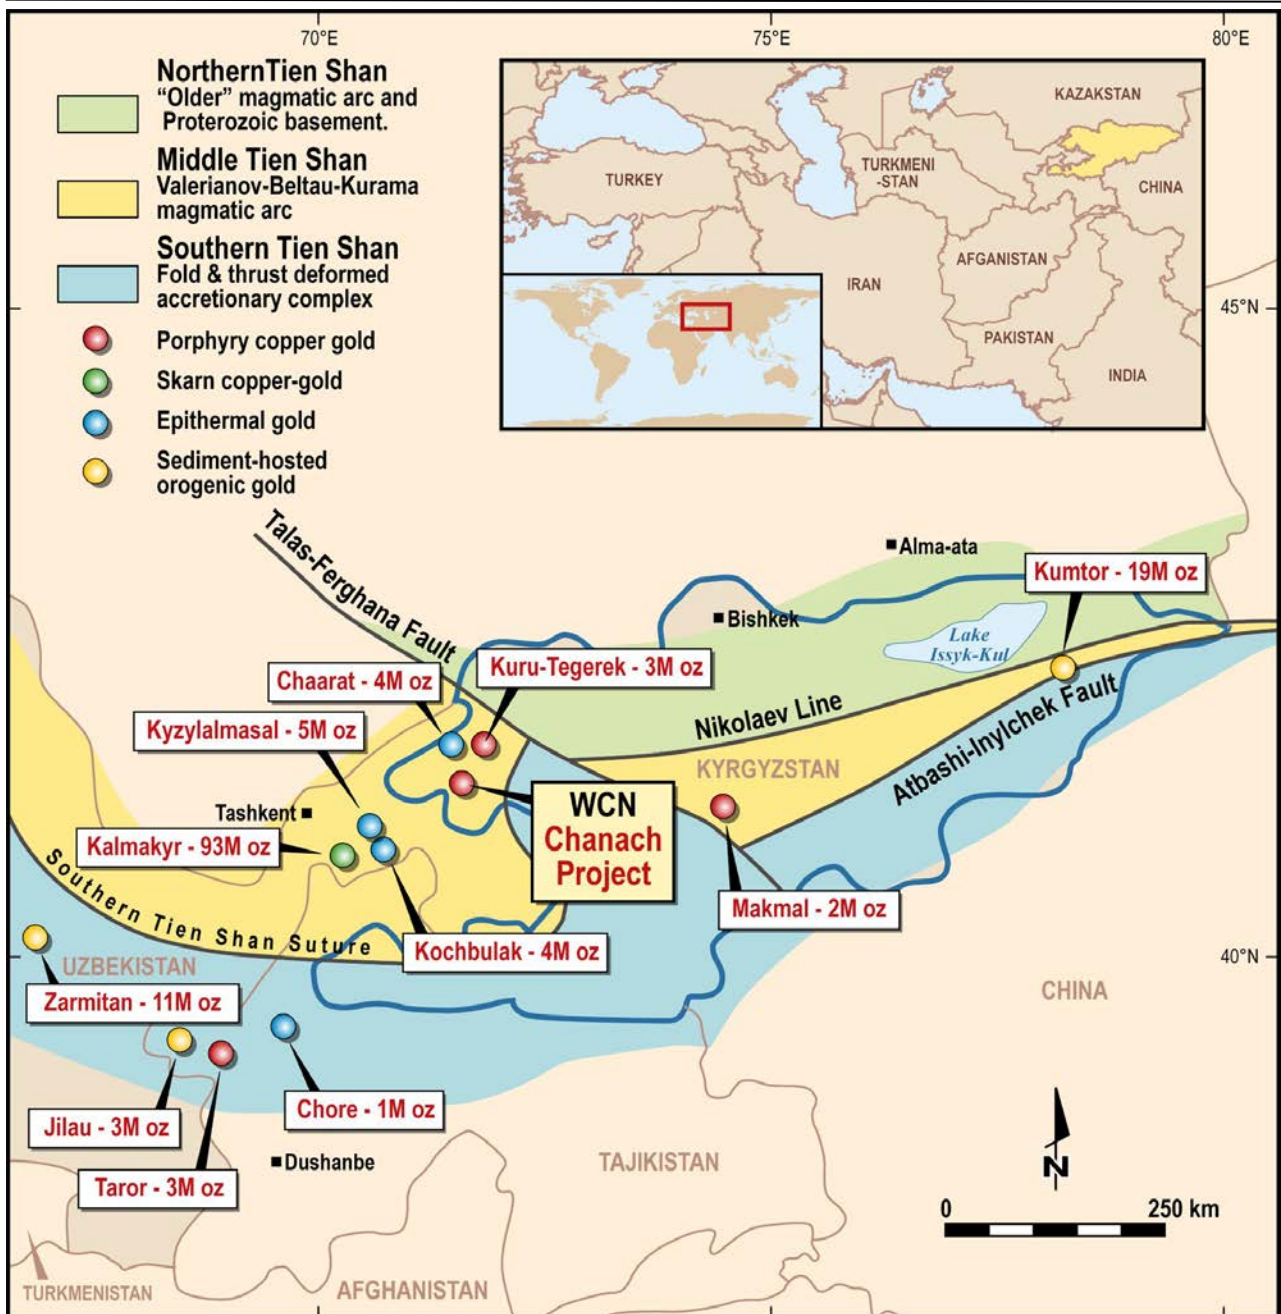 70°E
75°E
80°E
NorthernTien Shan
“Older” magmatic arc and
Proterozoic basement.
Middle Tien Shan
Valerianov-Beltau-Kurama
magmatic arc
Southern Tien Shan
Fold & thrust deformed
accretionary complex
Porphyry copper gold
Skarn copper-gold
Epithermal gold
Sediment-hosted
orogenic gold
KAZAKSTAN
TURKEY
TURKMENI
-STAN
CHINA
IRAN
AFGANISTAN
PAKISTAN
INDIA
45°N
Talas-Ferghana Fault
Alma-ata
Kumtor - 19M oz
Bishkek
Lake
Issyk-Kul
Kuru-Tegerek - 3M oz
Chaarat - 4M oz
Nikolaev Line
Kyzylalmasal - 5M oz
KYRGYZSTAN
Atbashi-Inylchek Fault
Tashkent
WCN
Chanach
Project
Kalmakyr - 93M oz
Makmal - 2M oz
Southern Tien Shan Suture
Kochbulak - 4M oz
40°N
UZBEKISTAN
Zarmitan - 11M oz
CHINA
Chore - 1M oz
Jilau - 3M oz
Dushanbe
TAJIKISTAN
Taror - 3M oz
N
0 250 km
TURKMENISTAN
AFGHANISTAN